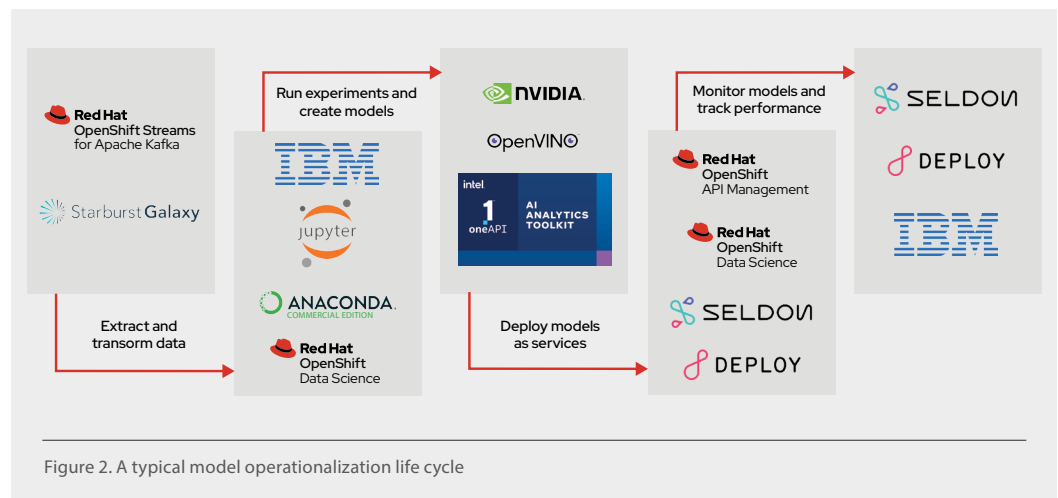 Red Hat
OpenShift Streams
for Apache Kafka
Starburst Galaxy
Extract and
transorm data
Run experiments and
create models
IBM
jupyter
ANACONDA.
COMMERCIAL EDITION
Red Hat
OpenShift
Data Science
NVIDIA.
OpenVINO
intel.
1
oneAPI
AI
ANALYTICS
TOOLKIT
Deploy models
as services
Monitor models and
track performance
Red Hat
OpenShift
API Management
Red Hat
OpenShift
Data Science
SELDON
DEPLOY
SELDON
DEPLOY
IBM
Figure 2. A typical model operationalization life cycle